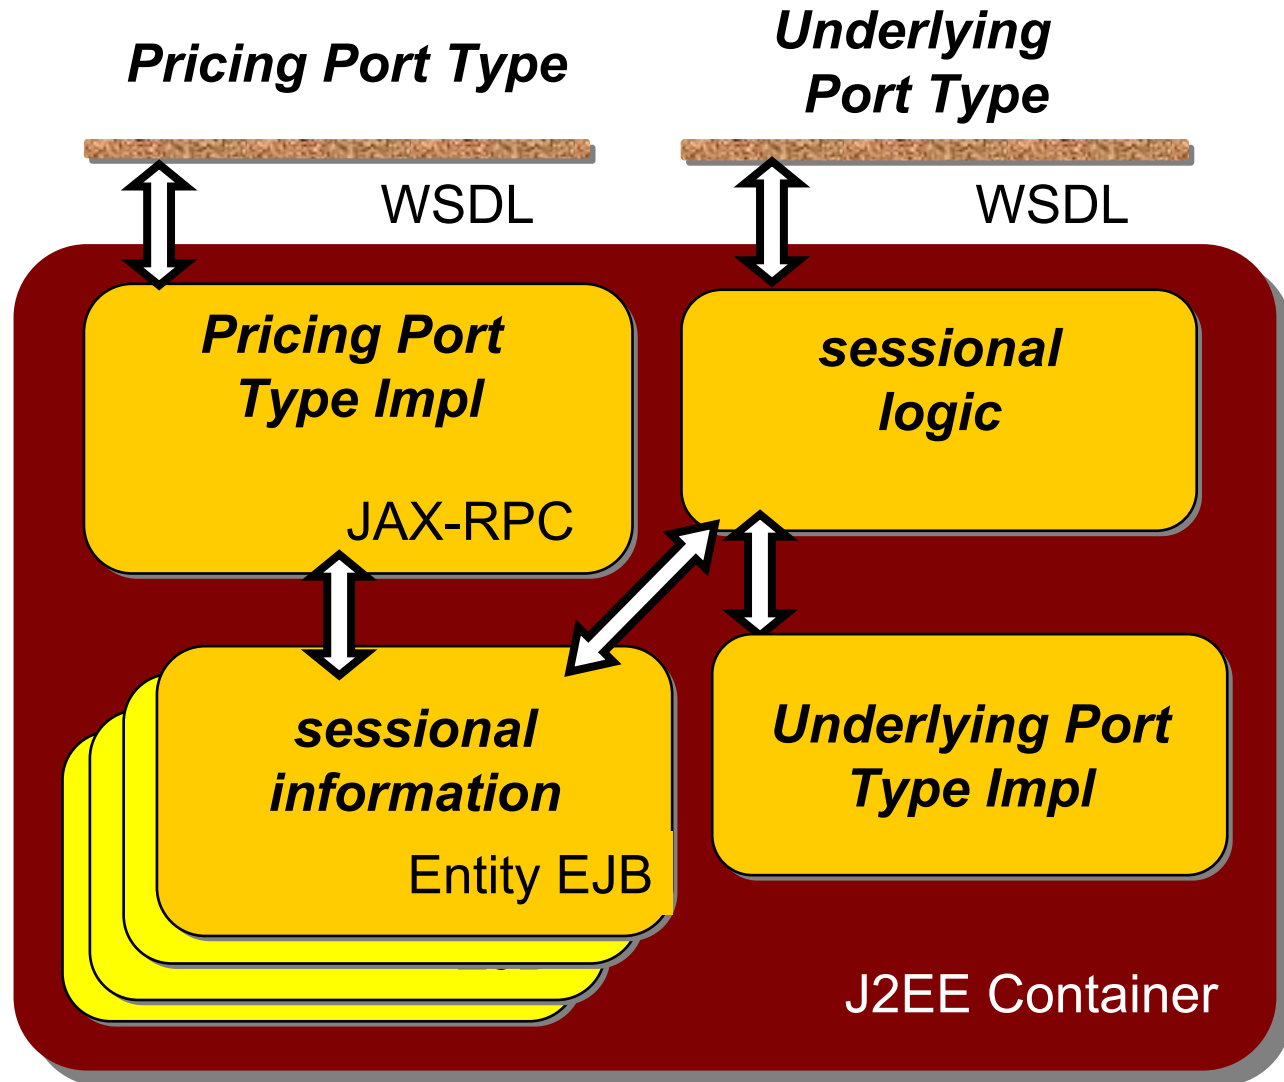 Pricing Port Type
Underlying
Port Type
WSDL
WSDL
Pricing Port
Type Impl
JAX-RPC
sessional
logic
sessional
information
Entity EJB
Underlying Port
Type Impl
J2EE Container